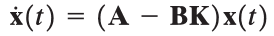 ẋ(t) = (A − BK)x(t)